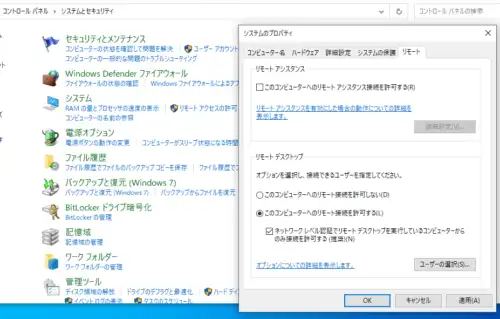 コントロール パネル › システムとセキュリティ
コントロール パネルの検索
セキュリティとメンテナンス
コンピューターの状態を確認して問題を解決
ユーザー アカウント
コンピューターの一般的な問題のトラブルシューティング
Windows Defender ファイアウォール
ファイアウォールの状態の確認
Windows ファイアウォールによるア
システム
RAM の量とプロセッサの速度の表示
リモート アクセスの許可
コンピューターの名前の参照
電源オプション
電源ボタンの動作の変更
コンピューターがスリープ状態になる時間
ファイル履歴
ファイル履歴でファイルのバックアップ コピーを保存
ファイル
バックアップと復元 (Windows 7)
バックアップと復元 (Windows 7)
バックアップからファイルを復元
BitLocker ドライブ暗号化
BitLocker の管理
記憶域
記憶域の管理
ワーク フォルダー
ワーク フォルダーの管理
管理ツール
ディスク領域の解放
ドライブのデフラグと最適化
ハード ディ
イベント ログの表示
タスクのスケジュール
システムのプロパティ
コンピューター名
ハードウェア
詳細設定
システムの保護
リモート
リモート アシスタンス
このコンピューターへのリモート アシスタンス接続を許可する(R)
リモート アシスタンスを有効にした場合の動作についての詳細を
表示します。
詳細設定(V)...
リモート デスクトップ
オプションを選択し、接続できるユーザーを指定してください。
このコンピューターへのリモート接続を許可しない(D)
このコンピューターへのリモート接続を許可する(L)
ネットワーク レベル認証でリモート デスクトップを実行しているコンピューターから
のみ接続を許可する (推奨)(N)
オプションについての詳細を表示します。
ユーザーの選択(S)...
OK
キャンセル
適用(A)